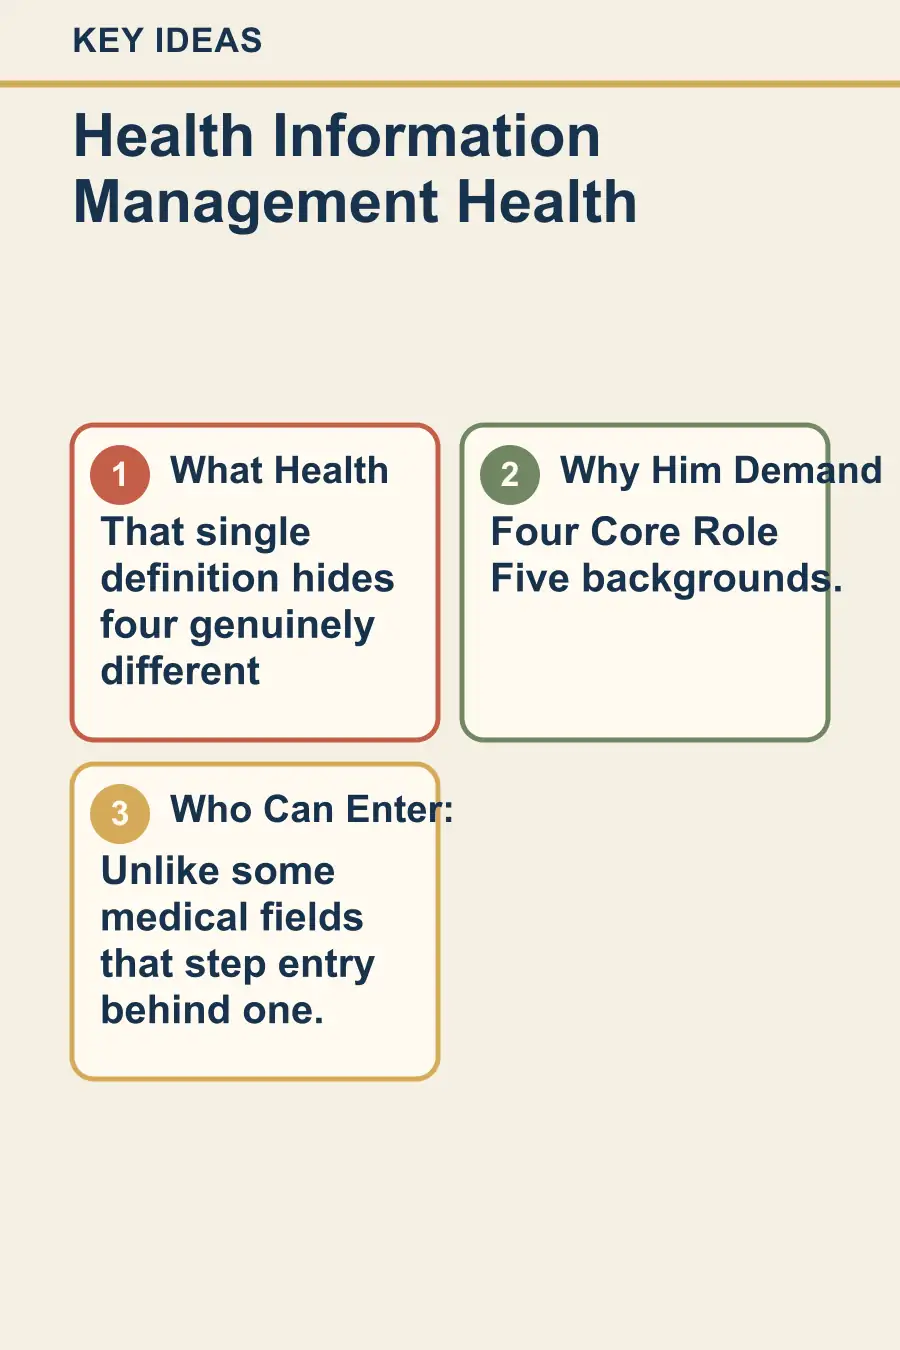 KEY IDEAS
Health Information
Management Health
1
What Health
That single
definition hides
four genuinely
different
2
Why Him Demand
Four Core Role
Five backgrounds.
3
Who Can Enter:
Unlike some
medical fields
that step entry
behind one.